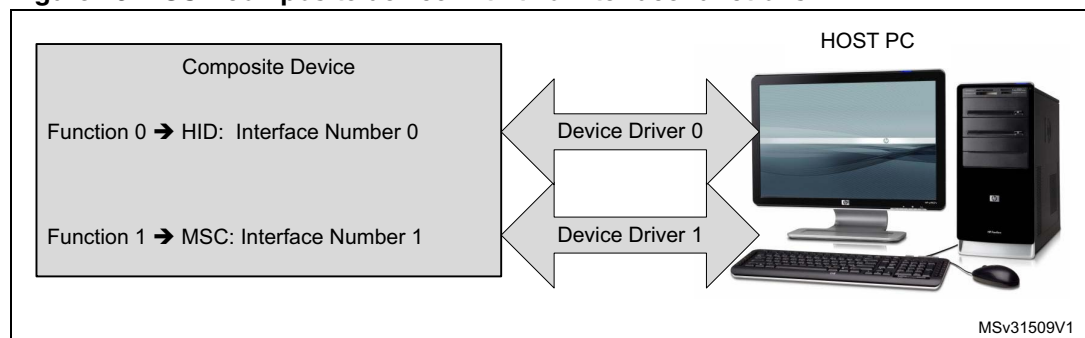 HOST PC
Composite Device
Function 0 ➔ HID: Interface Number 0
Device Driver 0
Function 1 ➔ MSC: Interface Number 1
Device Driver 1
MSv31509V1